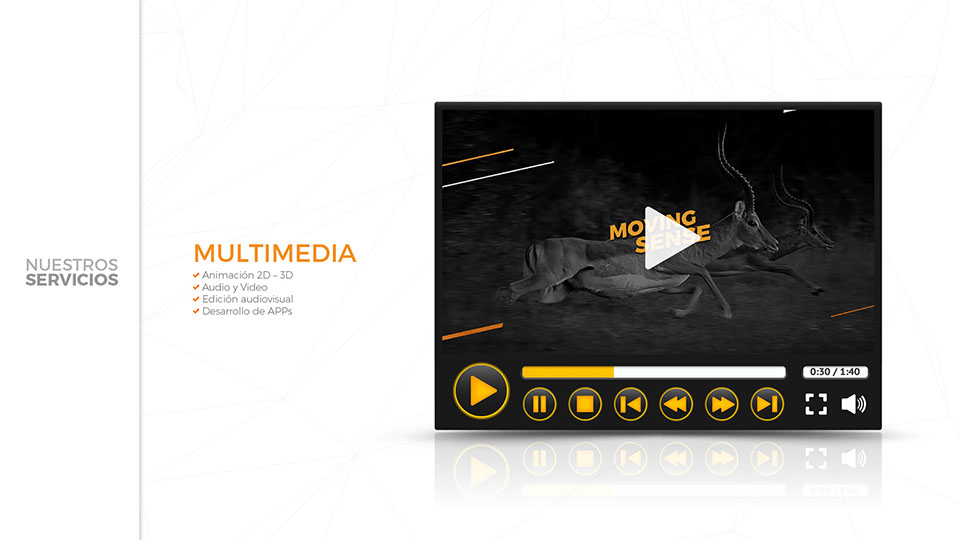 NUESTROS
SERVICIOS
MULTIMEDIA
Animación 2D – 3D
Audio y Video
Edición audiovisual
Desarrollo de APPs
MOVING
SENSE
0:30 / 1:40